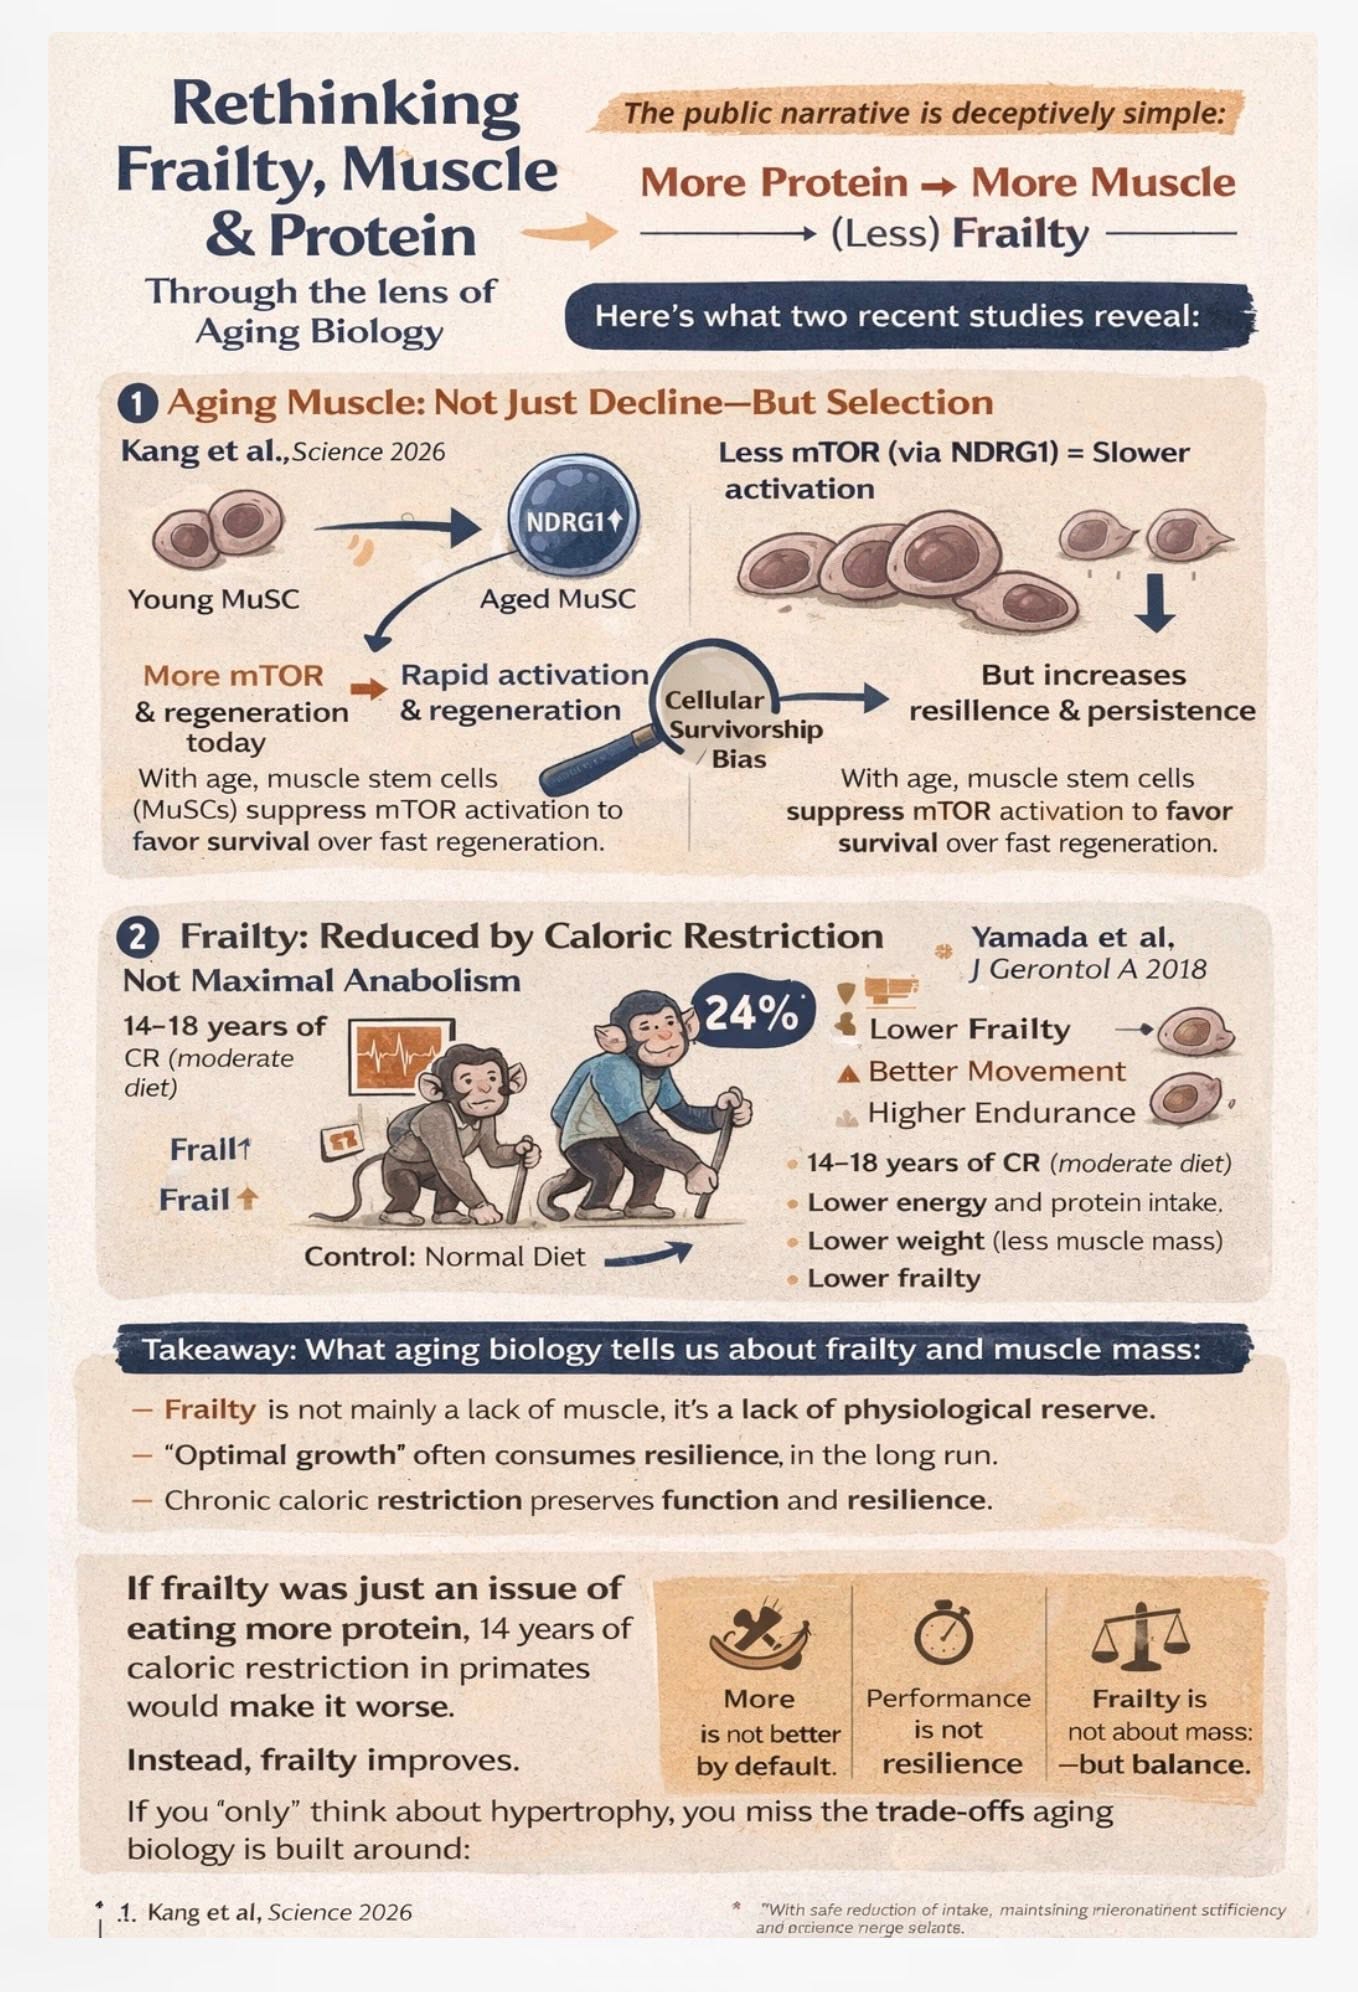 Rethinking
Frailty, Muscle
& Protein
Through the lens of
Aging Biology
The public narrative is deceptively simple:
More Protein → More Muscle
(Less) Frailty
Here's what two recent studies reveal:
1 Aging Muscle: Not Just Decline—But Selection
Kang et al., Science 2026
NDRG1
Young MuSC
Aged MuSC
More mTOR
& regeneration
today
Rapid activation
& regeneration
With age, muscle stem cells
(MuSCs) suppress mTOR activation to
favor survival over fast regeneration.
Less mTOR (via NDRG1) = Slower
activation
Cellular
Survivorship
Bias
But increases
resillence & persistence
With age, muscle stem cells
suppress mTOR activation to favor
survival over fast regeneration.
2 Frailty: Reduced by Caloric Restriction
Not Maximal Anabolism
Yamada et al,
J Gerontol A 2018
14–18 years of
CR (moderate
diet)
Frall↑
Frail ↑
24%
Control: Normal Diet
Lower Frailty
Better Movement
Higher Endurance
• 14–18 years of CR (moderate diet)
• Lower energy and protein intake.
• Lower weight (less muscle mass)
• Lower frailty
Takeaway: What aging biology tells us about frailty and muscle mass:
— Frailty is not mainly a lack of muscle, it's a lack of physiological reserve.
— "Optimal growth" often consumes resilience, in the long run.
— Chronic caloric restriction preserves function and resilience.
If frailty was just an issue of
eating more protein, 14 years of
caloric restriction in primates
would make it worse.
Instead, frailty improves.
More
is not better
by default.
Performance
is not
resilience
Frailty is
not about mass:
—but balance.
If you "only" think about hypertrophy, you miss the trade-offs aging
biology is built around:
1. Kang et al, Science 2026
* "With safe reduction of intake, maintsining
and